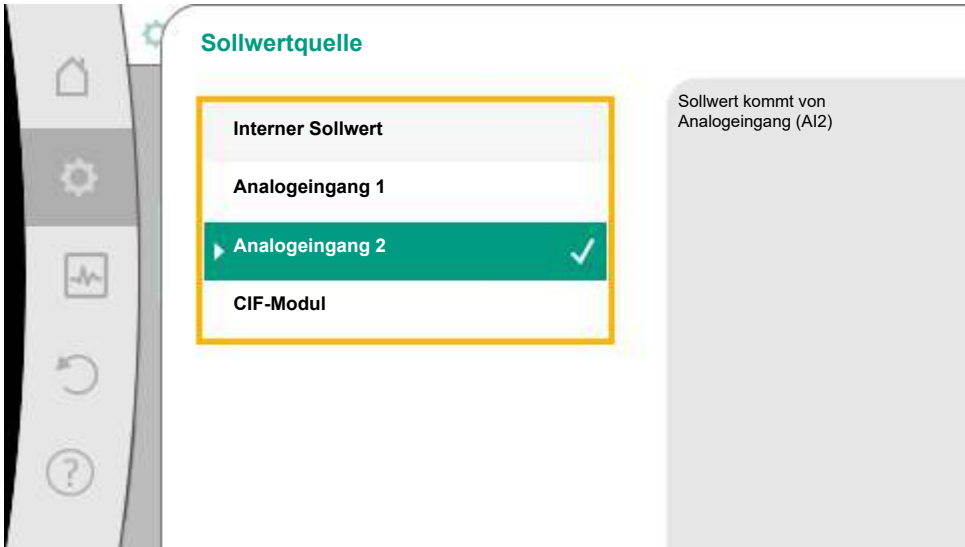 Sollwertquelle
Interner Sollwert
Analogeingang 1
Analogeingang 2
CIF-Modul
Sollwert kommt von
Analogeingang (AI2)
?